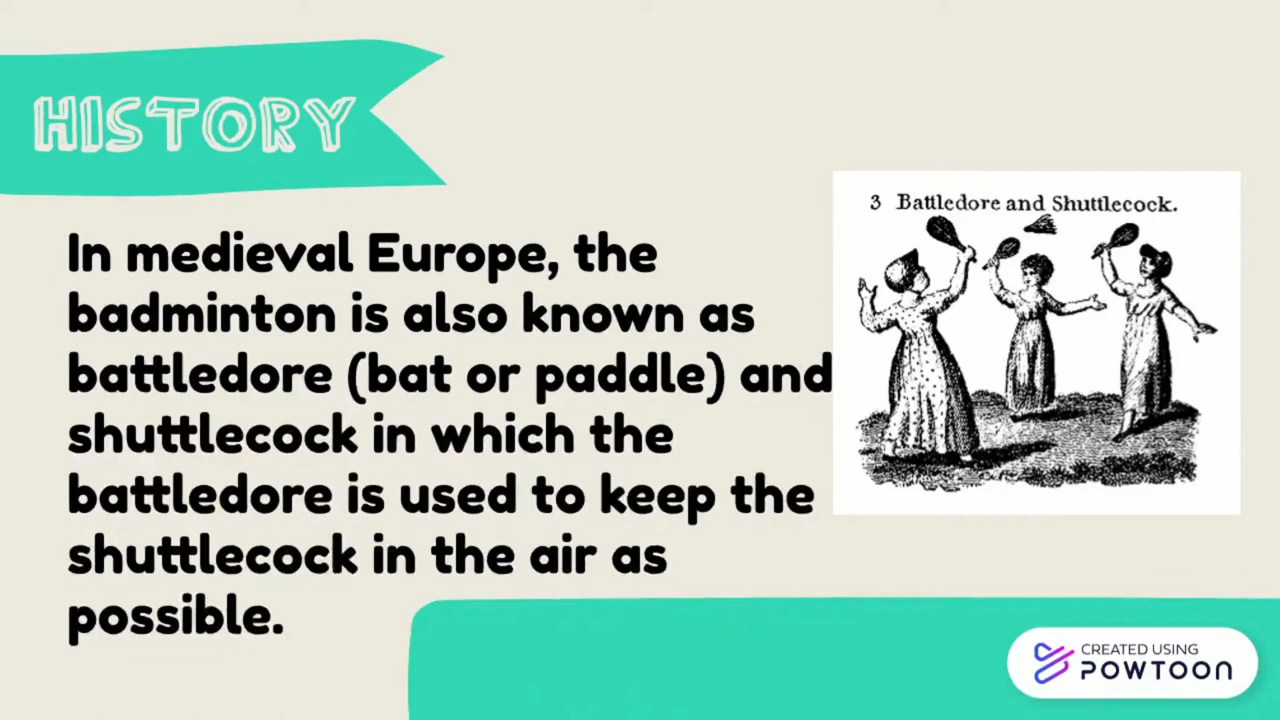 HISTORY
In medieval Europe, the
badminton is also known as
battledore (bat or paddle) and
shuttlecock in which the
battledore is used to keep the
shuttlecock in the air as
possible.
3 Battledore and Shuttlecock.
CREATED USING
POWTOON